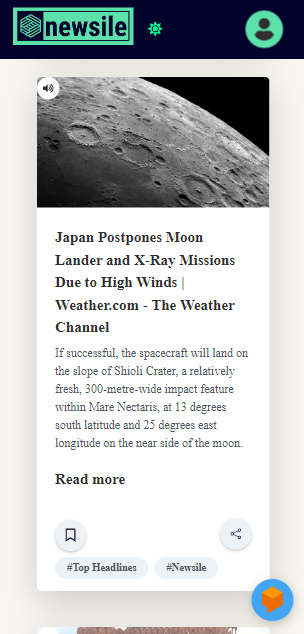 newsile
Japan Postpones Moon
Lander and X-Ray Missions
Due to High Winds |
Weather.com - The Weather
Channel
If successful, the spacecraft will land on
the slope of Shioli Crater, a relatively
fresh, 300-metre-wide impact feature
within Mare Nectaris, at 13 degrees
south latitude and 25 degrees east
longitude on the near side of the moon.
Read more
#Top Headlines #Newsile